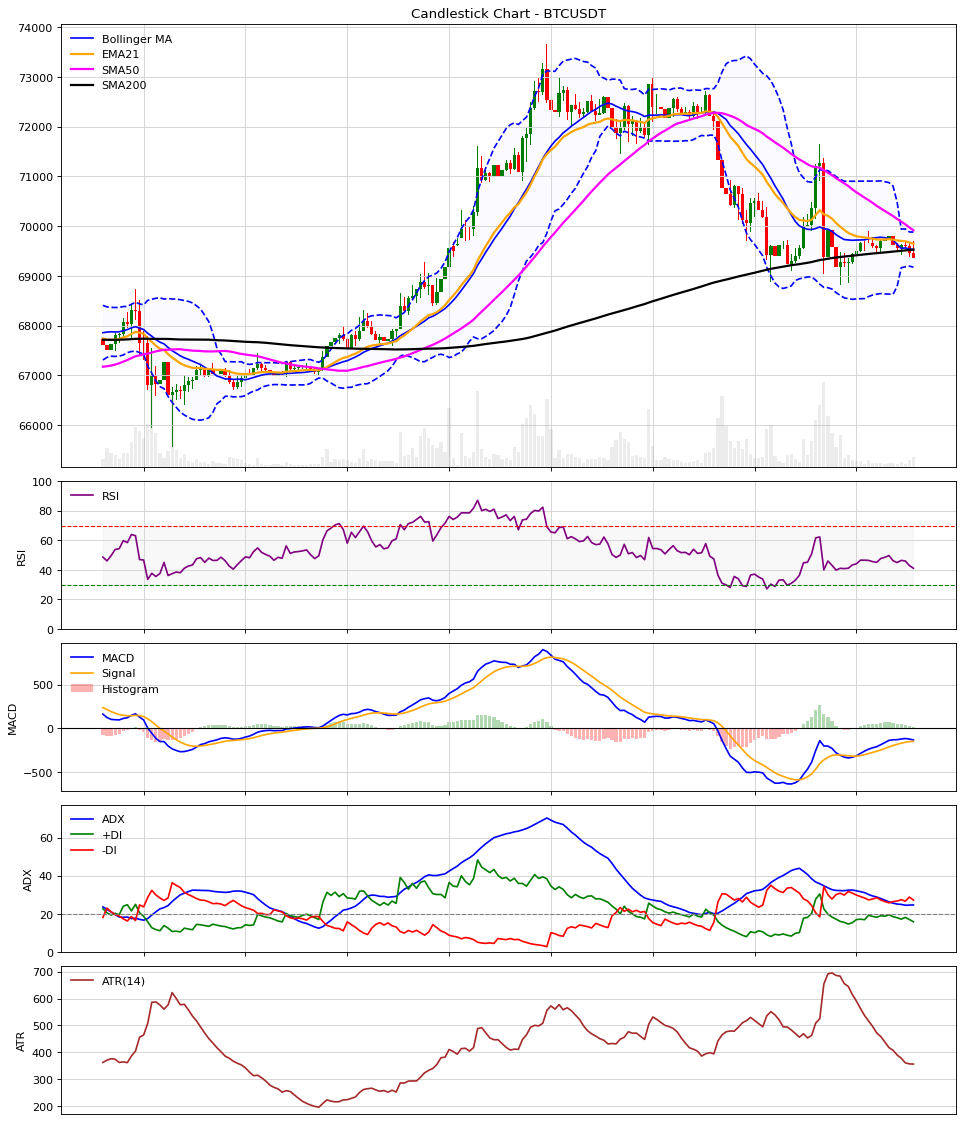 Candlestick Chart - BTCUSDT
74000
73000
72000
71000
70000
69000
68000
67000
66000
Bollinger MA
EMA21
SMA50
SMA200
100
80
60
40
20
0
RSI
RSI
500
0
−500
MACD
MACD
Signal
Histogram
60
40
20
0
ADX
ADX
+DI
-DI
700
600
500
400
300
200
ATR
ATR(14)